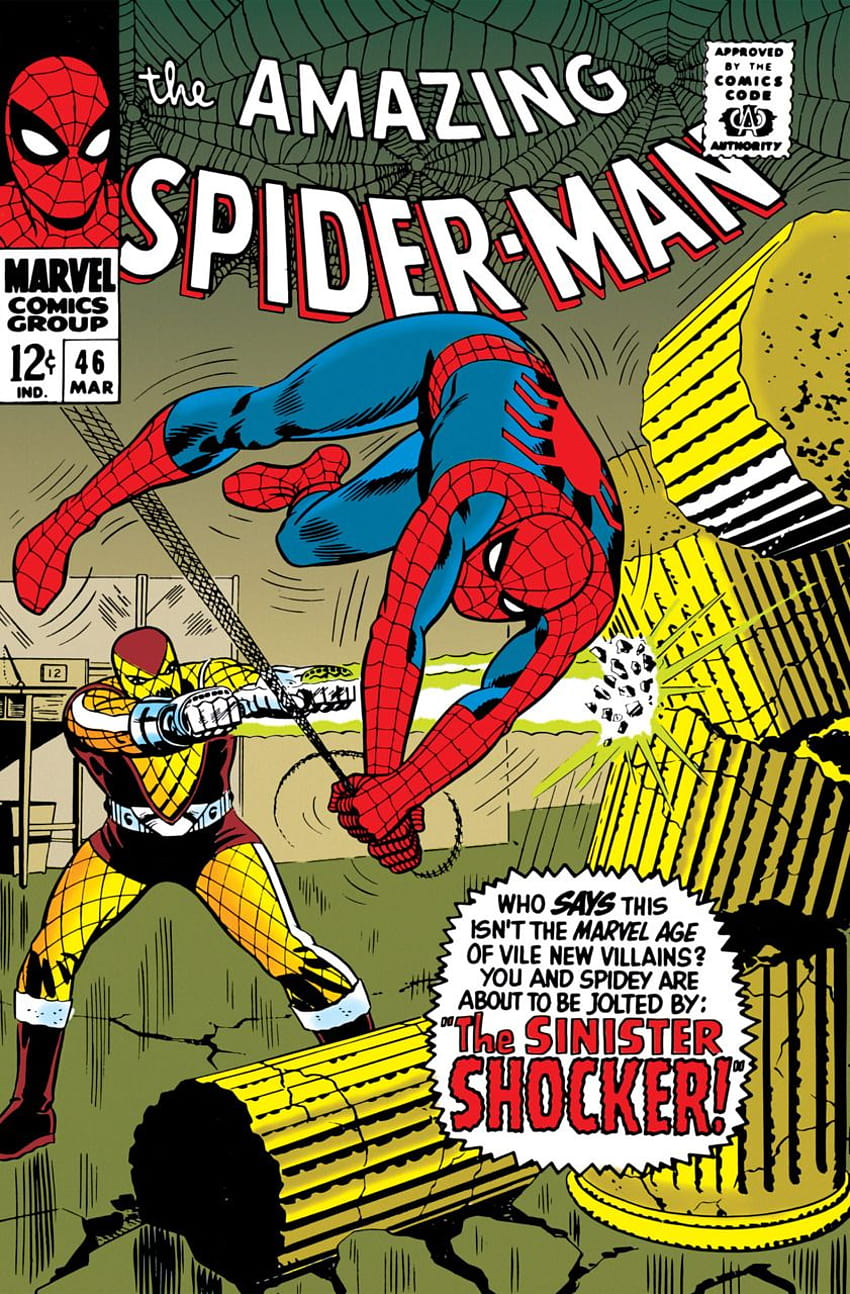 the AMAZING
SPIDER-MAN
APPROVED
BY THE
COMICS
CODE
CA
AUTHORITY
MARVEL
COMICS
GROUP
12¢
IND.
46
MAR
12
WHO SAYS THIS
ISN'T THE MARVEL AGE
OF VILE NEW VILLAINS?
YOU AND SPIDEY ARE
ABOUT TO BE JOLTED BY:
"The SINISTER
SHOCKER!"